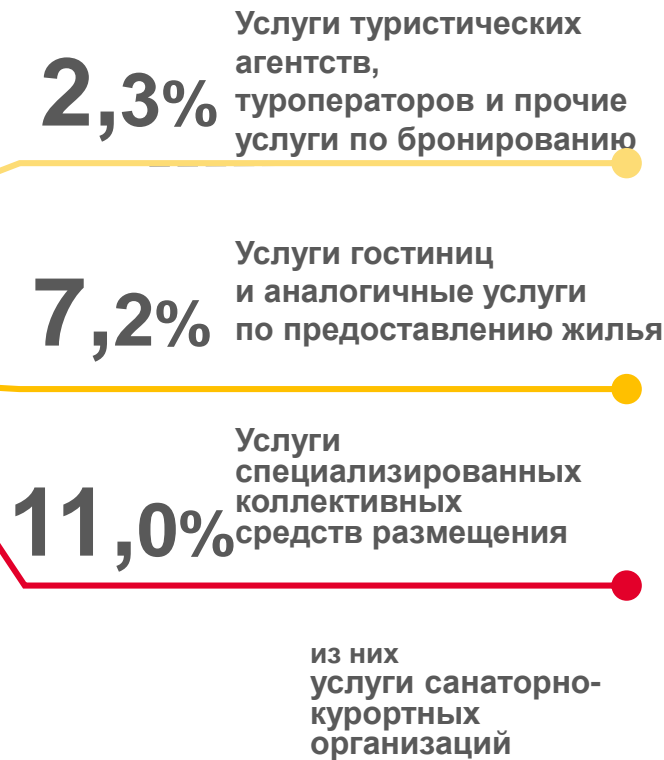 2,3%
Услуги туристических
агентств,
туроператоров и прочие
услуги по бронированию
7,2%
Услуги гостиниц
и аналогичные услуги
по предоставлению жилья
11,0%
Услуги
специализированных
коллективных
средств размещения
из них
услуги санаторно-
курортных
организаций